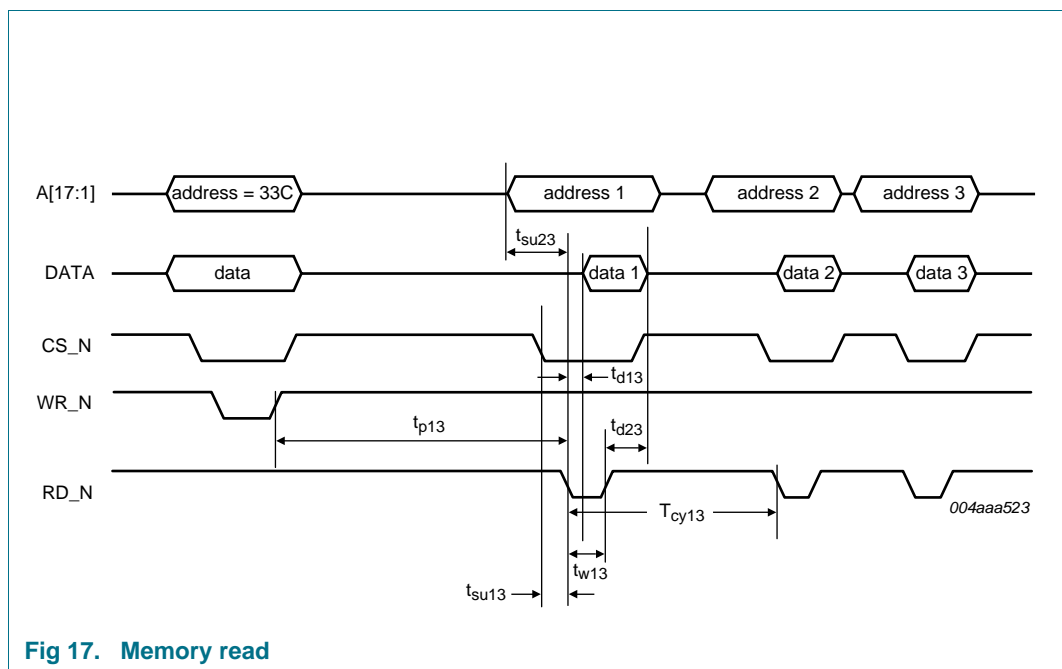 A[17:1]
address = 33C
address 1
address 2
address 3
tsu23
DATA
data
data 1
data 2
data 3
CS_N
td13
WR_N
tp13
td23
RD_N
004aaa523
Tcy13
tw13
tsu13
Fig 17. Memory read